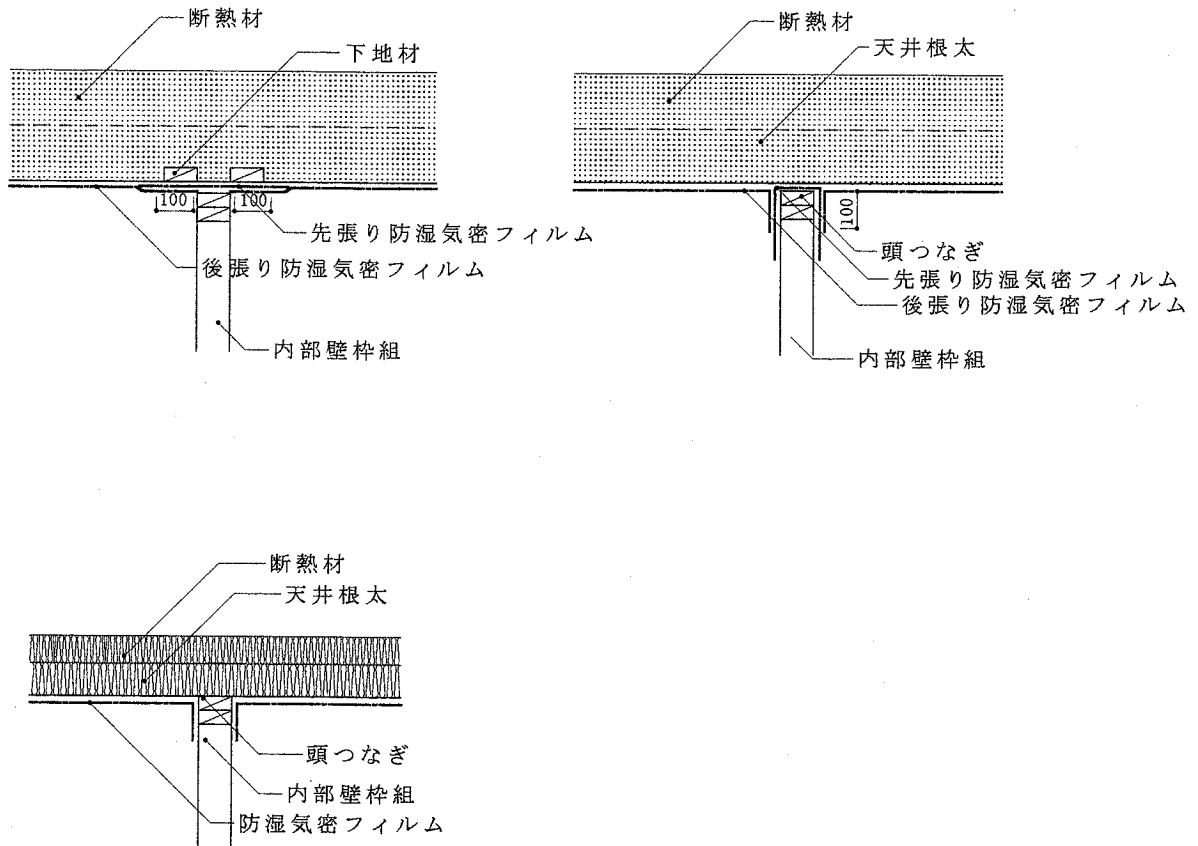 断熱材
下地材
100
100
先張り防湿気密フィルム
後張り防湿気密フィルム
内部壁枠組
断熱材
天井根太
100
頭つなぎ
先張り防湿気密フィルム
後張り防湿気密フィルム
内部壁枠組
断熱材
天井根太
頭つなぎ
内部壁枠組
防湿気密フィルム